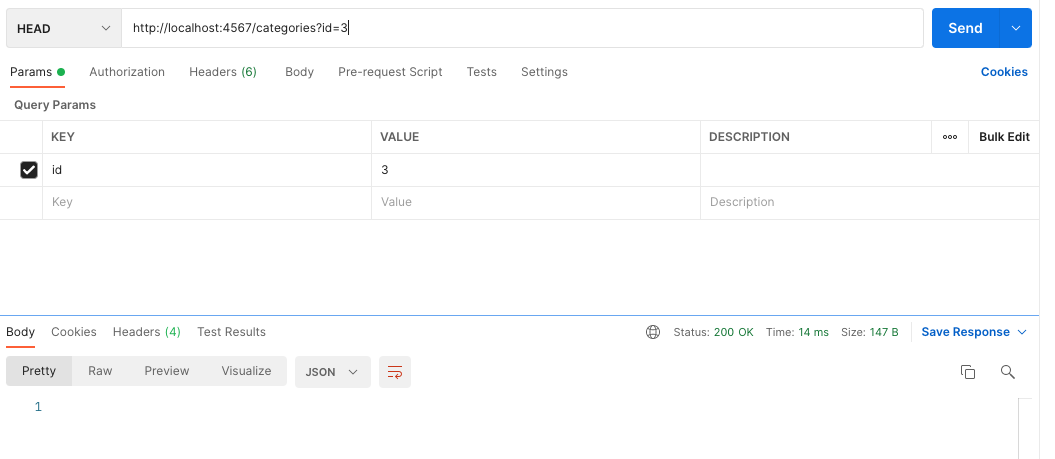 HEAD http://localhost:4567/categories?id=3 Send
Params Authorization Headers (6) Body Pre-request Script Tests Settings Cookies
Query Params
KEY VALUE DESCRIPTION ooo Bulk Edit
id 3
Key Value Description
Body Cookies Headers (4) Test Results Status: 200 OK Time: 14 ms Size: 147 B Save Response
Pretty Raw Preview Visualize JSON
1